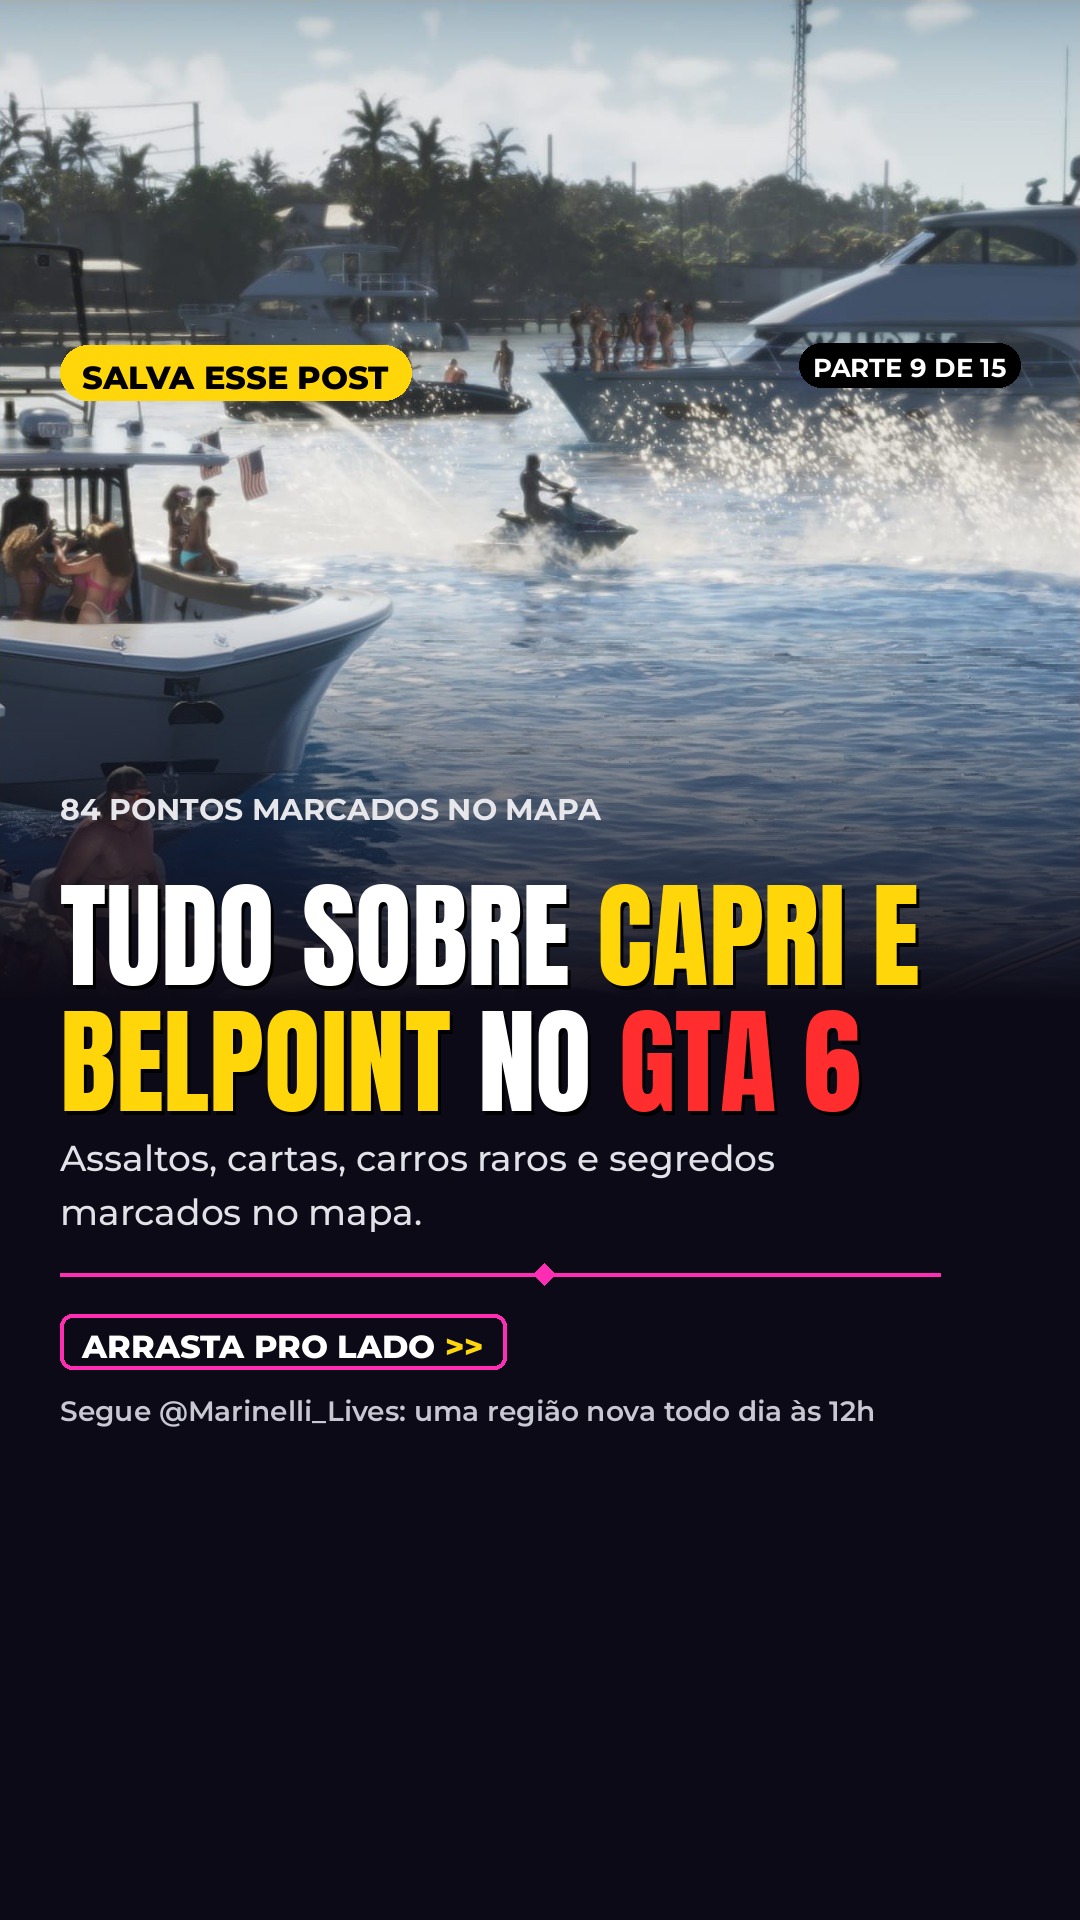 SALVA ESSE POST
PARTE 9 DE 15
84 PONTOS MARCADOS NO MAPA
TUDO SOBRE CAPRI E
BELPOINT NO GTA 6
Assaltos, cartas, carros raros e segredos
marcados no mapa.
ARRASTA PRO LADO >>
Segue @Marinelli_Lives: uma região nova todo dia às 12h